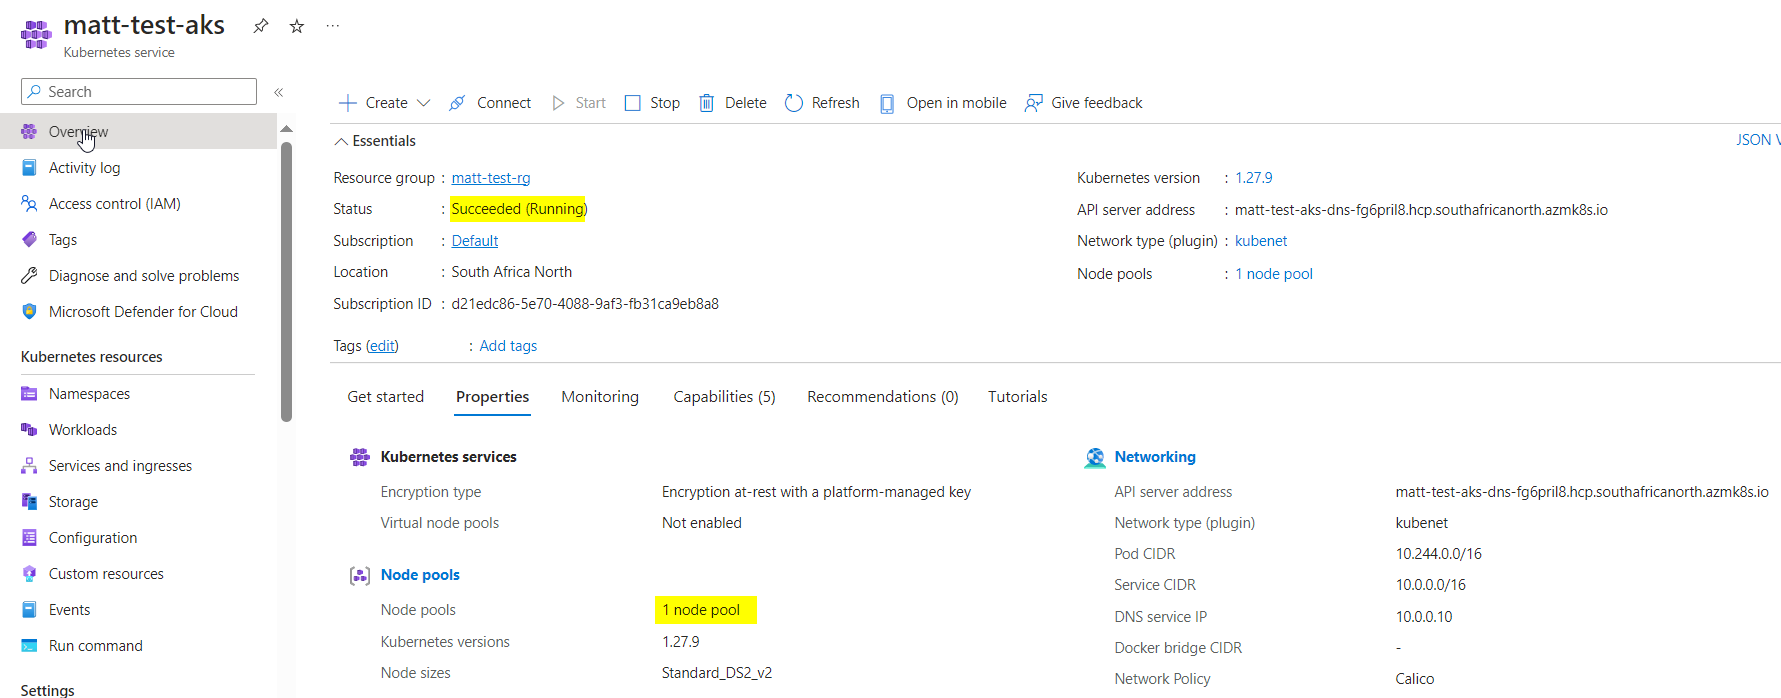 matt-test-aks
Kubernetes service
Search
Overview
Activity log
Access control (IAM)
Tags
Diagnose and solve problems
Microsoft Defender for Cloud
Kubernetes resources
Namespaces
Workloads
Services and ingresses
Storage
Configuration
Custom resources
Events
Run command
Settings
Create Connect Start Stop Delete Refresh Open in mobile Give feedback
Essentials
JSON V
Resource group : matt-test-rg
Status : Succeeded (Running)
Subscription : Default
Location : South Africa North
Subscription ID : d21edc86-5e70-4088-9af3-fb31ca9eb8a8
Kubernetes version : 1.27.9
API server address : matt-test-aks-dns-fg6pril8.hcp.southafricanorth.azmk8s.io
Network type (plugin) : kubenet
Node pools : 1 node pool
Tags (edit) : Add tags
Get started Properties Monitoring Capabilities (5) Recommendations (0) Tutorials
Kubernetes services
Encryption type Encryption at-rest with a platform-managed key
Virtual node pools Not enabled
Node pools
Node pools 1 node pool
Kubernetes versions 1.27.9
Node sizes Standard_DS2_v2
Networking
API server address matt-test-aks-dns-fg6pril8.hcp.southafricanorth.azmk8s.io
Network type (plugin) kubenet
Pod CIDR 10.244.0.0/16
Service CIDR 10.0.0.0/16
DNS service IP 10.0.0.10
Docker bridge CIDR -
Network Policy Calico